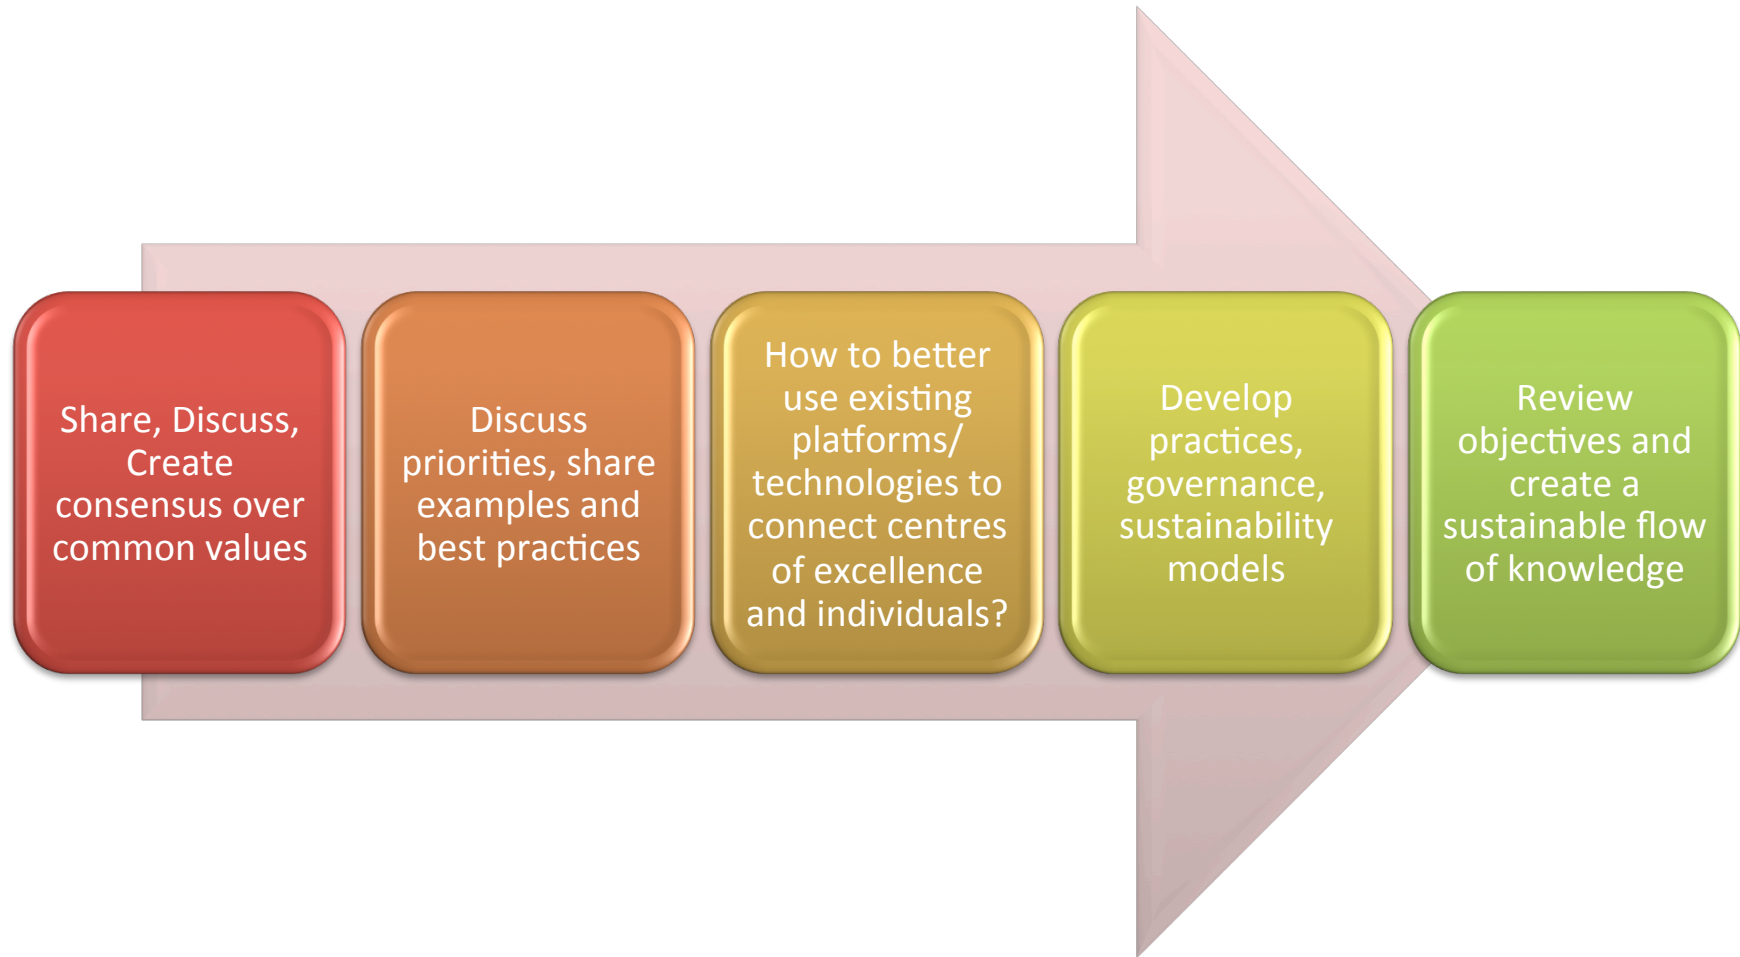 Share, Discuss,
Create
consensus over
common values
Discuss
priorities, share
examples and
best practices
How to better
use existing
platforms/
technologies to
connect centres
of excellence
and individuals?
Develop
practices,
governance,
sustainability
models
Review
objectives and
create a
sustainable flow
of knowledge